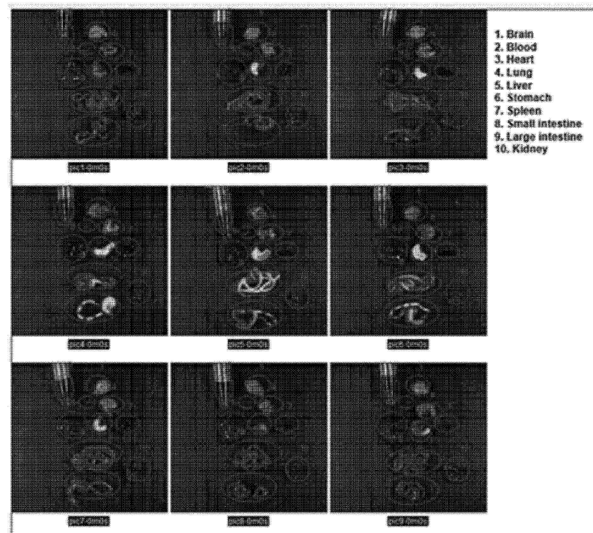 1. Brain
2. Blood
3. Heart
4. Lung
5. Liver
6. Stomach
7. Spleen
8. Small intestine
9. Large intestine
10. Kidney
pic1-0m0s
pic2-0m0s
pic3-0m0s
pic4-0m0s
pic5-0m0s
pic6-0m0s
pic7-0m0s
pic8-0m0s
pic9-0m0s